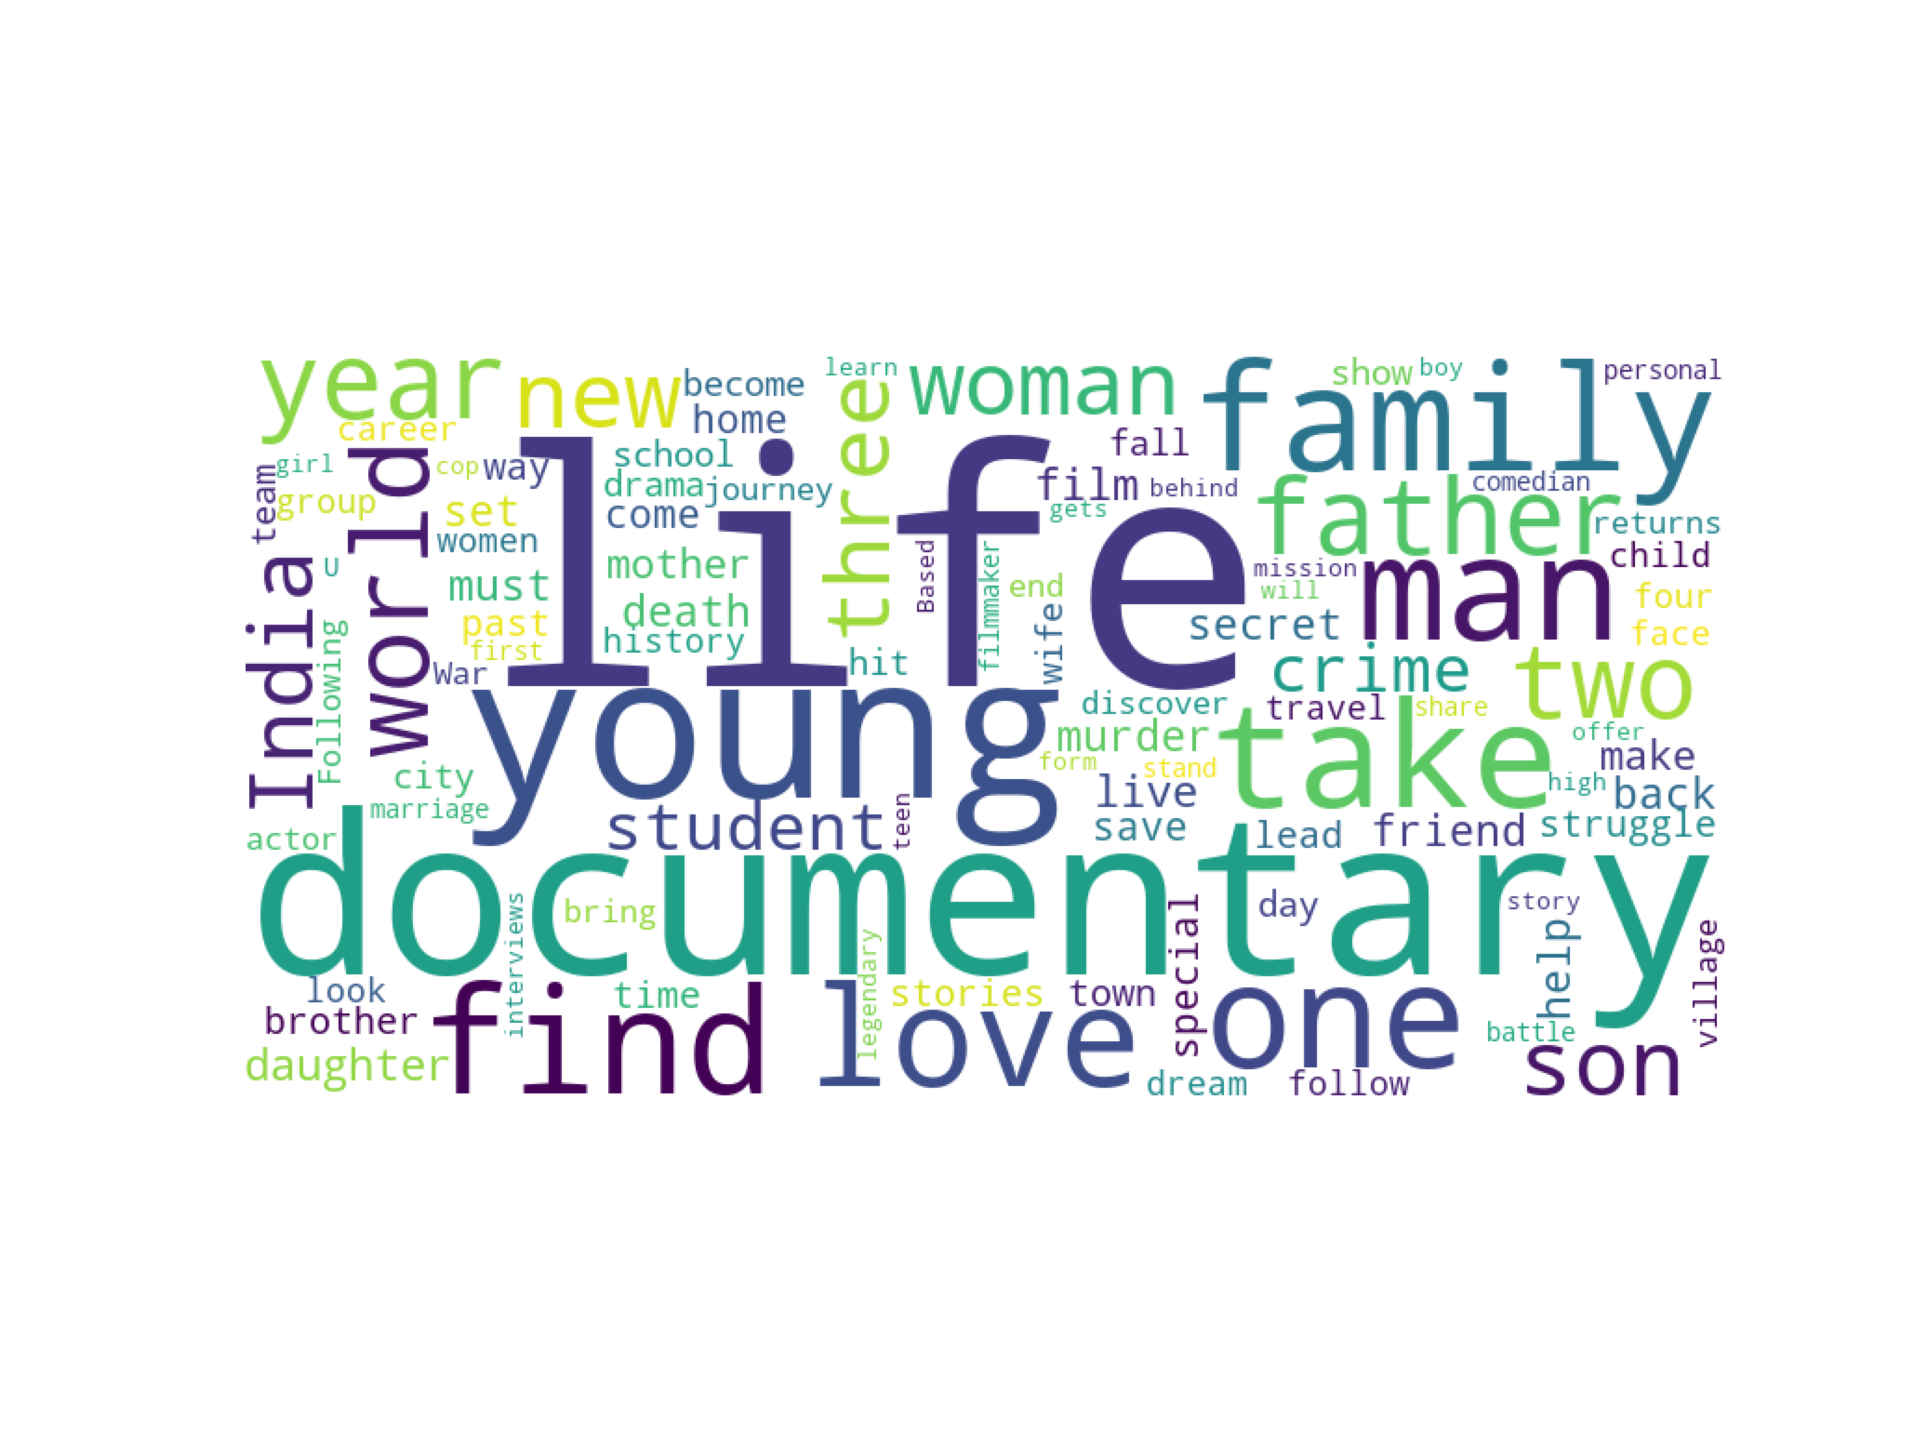 year
new
become
learn
woman
family
show
boy
personal
career
home
three
fall
world
life
girl
cop
way
school
film
behind
father
comedian
team
group
set
drama
journey
come
gets
returns
India
women
mother
Based
filmmaker
mission
man
child
U
must
death
end
will
four
Following
past
history
wife
secret
face
first
War
hit
crime
two
young
discover
travel
share
city
murder
take
offer
make
form
stand
marriage
live
high
back
actor
student
teen
save
lead
friend
struggle
documentary
interviews
bring
legendary
special
day
story
help
village
look
find
time
love
stories
town
one
battle
brother
son
daughter
dream
follow